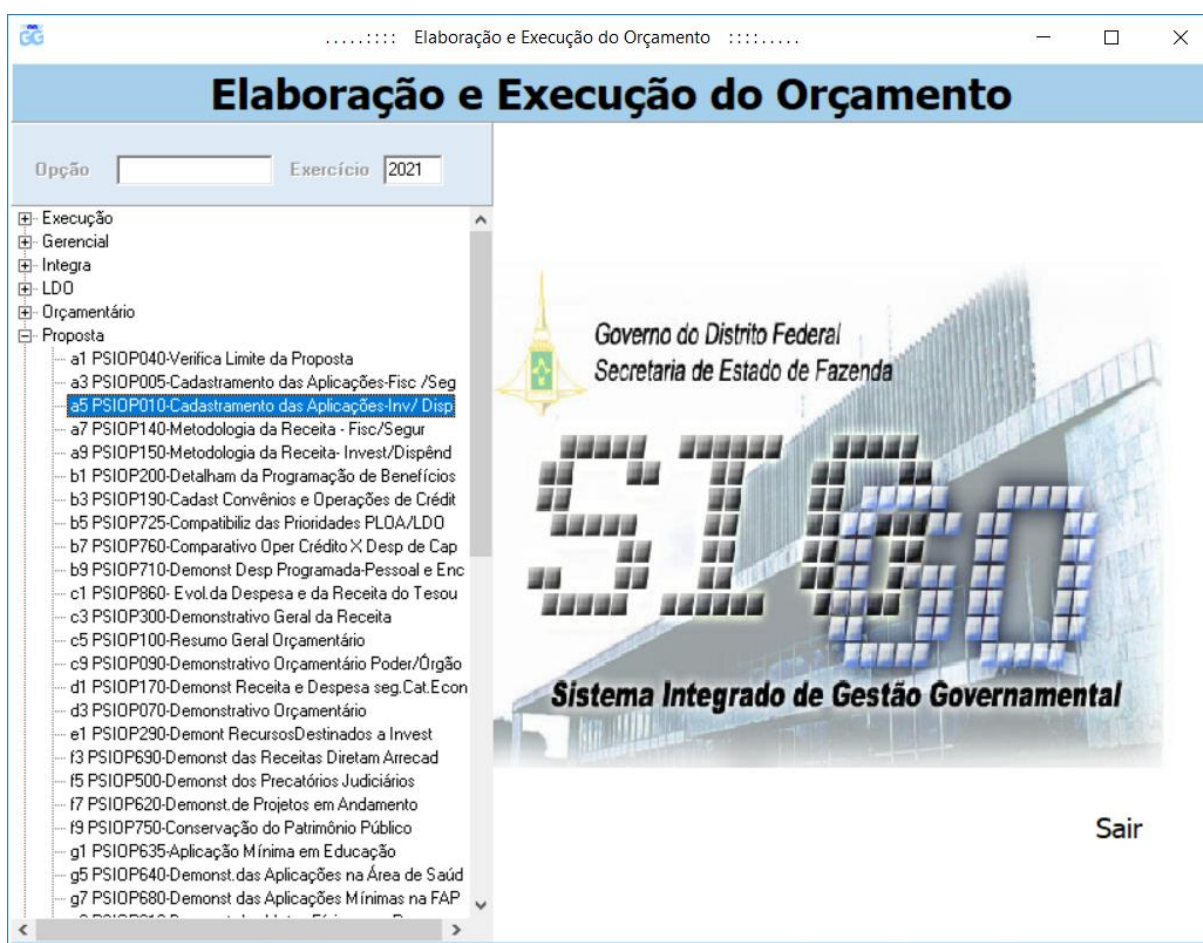 .....:::: Elaboração e Execução do Orçamento ::::.....
Elaboração e Execução do Orçamento
Opção
Exercício 2021
Execução
Gerencial
Integra
LDO
Orçamentário
Proposta
a1 PSIOP040-Verifica Limite da Proposta
a3 PSIOP005-Cadastramento das Aplicações-Fisc /Seg
a5 PSIOP010-Cadastramento das Aplicações-Inv/ Disp
a7 PSIOP140-Metodologia da Receita - Fisc/Segur
a9 PSIOP150-Metodologia da Receita- Invest/Dispênd
b1 PSIOP200-Detalham da Programação de Benefícios
b3 PSIOP190-Cadast Convênios e Operações de Crédit
b5 PSIOP725-Compatibiliz das Prioridades PLOA/LDO
b7 PSIOP760-Comparativo Oper Crédito X Desp de Cap
b9 PSIOP710-Demonst Desp Programada-Pessoal e Enc
c1 PSIOP860- Evol.da Despesa e da Receita do Tesou
c3 PSIOP300-Demonstrativo Geral da Receita
c5 PSIOP100-Resumo Geral Orçamentário
c9 PSIOP090-Demonstrativo Orçamentário Poder/Órgão
d1 PSIOP170-Demonst Receita e Despesa seg.Cat.Econ
d3 PSIOP070-Demonstrativo Orçamentário
e1 PSIOP290-Demont RecursosDestinados a Invest
f3 PSIOP690-Demonst das Receitas Diretam Arrecad
f5 PSIOP500-Demonst dos Precatórios Judiciários
f7 PSIOP620-Demonst.de Projetos em Andamento
f9 PSIOP750-Conservação do Patrimônio Público
g1 PSIOP635-Aplicação Mínima em Educação
g5 PSIOP640-Demonst.das Aplicações na Área de Saúd
g7 PSIOP680-Demonst das Aplicações Mínimas na FAP
Governo do Distrito Federal
Secretaria de Estado de Fazenda
SIGGO
Sistema Integrado de Gestão Governamental
Sair